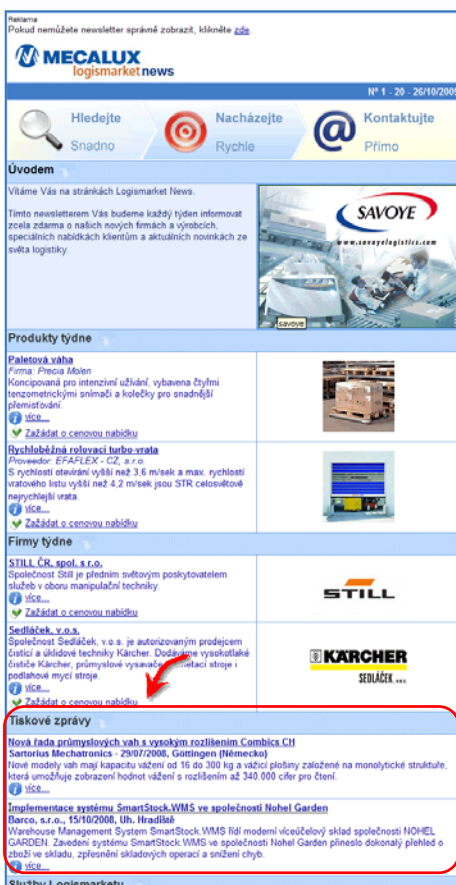 Reklama
Pokud nemůžete newsletter správně zobrazit, klikněte zde.
MECALUX
logismarket news
Nº 1 - 20 - 26/10/2009
Hledejte
Snadno
Nacházejte
Rychle
Kontaktujte
Přímo
Úvodem
Vítáme Vás na stránkách Logismarket News.
Tímto newsletterem Vás budeme každý týden informovat
zcela zdarma o našich nových firmách a výrobcích,
speciálních nabídkách klientům a aktuálních novinkách ze
světa logistiky.
SAVOYE
www.savoyelogistics.com
savoye
Produkty týdne
Paletová váha
Firma: Precia Molen
Koncipovaná pro intenzivní užívání, vybavena čtyřmi
tenzometrickými snímači a kolečky pro snadnější
přemisťování.
více...
Zažádat o cenovou nabídku
Rychloběžná rolovací turbo-vrata
Proveedor: EFAFLEX - CZ, s.r.o.
S rychlostí otevírání vyšší než 3,6 m/sek a max. rychlostí
vratového listu vyšší než 4,2 m/sek jsou STR celosvětově
nejrychlejší vrata.
více...
Zažádat o cenovou nabídku
Firmy týdne
STILL ČR, spol. s r.o.
Společnost Still je předním světovým poskytovatelem
služeb v oboru manipulační techniky.
více...
Zažádat o cenovou nabídku
STILL
Sedláček, v.o.s.
Společnost Sedláček, v.o.s. je autorizovaným prodejcem
čistící a úklidové techniky Kärcher. Dodáváme vysokotlaké
čističe Kärcher, průmyslové vysavače metací stroje i
podlahové mycí stroje.
více...
Zažádat o cenovou nabídku
KÄRCHER
SEDLÁČEK, v.o.s.
Tiskové zprávy
Nová řada průmyslových vah s vysokým rozlišením Combics CH
Sartorius Mechatronics - 29/07/2008, Göttingen (Německo)
Nové modely vah mají kapacitu vážení od 16 do 300 kg a vážící plošiny založené na monolytické struktuře,
která umožňuje zobrazení hodnot vážení s rozlišením až 340.000 cifer pro čtení.
více...
Implementace systému SmartStock.WMS ve společnosti Nohel Garden
Barco, s.r.o., 15/10/2008, Uh. Hradiště
Warehouse Management System SmartStock.WMS řídí moderní víceúčelový sklad společnosti NOHEL
GARDEN. Zavedení systému SmartStock.WMS ve společnosti Nohel Garden přineslo dokonalý přehled o
zboží ve skladu, zpřesnění skladových operací a snížení chyb.
více...
Služby Logismarketu